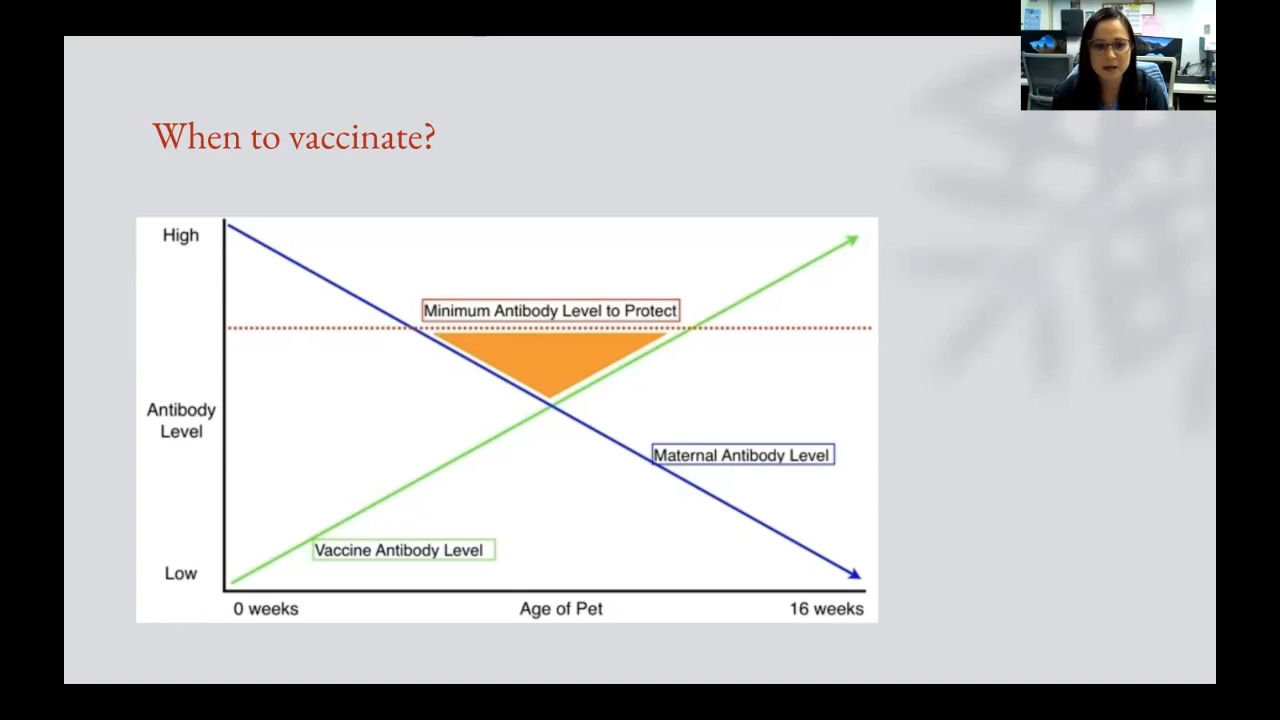 When to vaccinate?
High
Minimum Antibody Level to Protect
Antibody
Level
Maternal Antibody Level
Vaccine Antibody Level
Low
0 weeks
Age of Pet
16 weeks